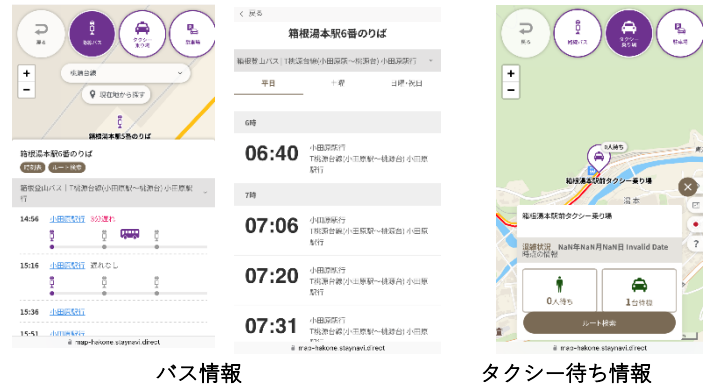 戻る
路線バス
タクシー
乗り場
駐車場
+
−
桃源台線
現在地から探す
箱根湯本駅5番のりば
箱根湯本駅6番のりば
時刻表
ルート検索
箱根登山バス | T桃源台線(小田原駅~桃源台) 小田原駅
行
14:56 小田原駅行 3分遅れ
15:16 小田原駅行 遅れなし
15:36 小田原駅行
15:51 小田原駅行
map-hakone.staynavi.direct
< 戻る
箱根湯本駅6番のりば
箱根登山バス | T桃源台線(小田原駅~桃源台) 小田原駅行
平日 土曜 日曜・祝日
6時
06:40 小田原駅行
T桃源台線(小田原駅~桃源台) 小田原
駅行
7時
07:06 小田原駅行
T桃源台線(小田原駅~桃源台) 小田原
駅行
07:20 小田原駅行
T桃源台線(小田原駅~桃源台) 小田原
駅行
07:31 小田原駅行
T桃源台線(小田原駅~桃源台) 小田原
map-hakone.staynavi.direct
戻る
路線バス
タクシー
乗り場
駐車場
+
−
0人待ち
箱根湯本駅前タクシー乗り場
湯本
箱根湯本駅前タクシー乗り場
混雑状況 NaN年NaN月NaN日 Invalid Date
時点の情報
0人待ち
1台待機
ルート検索
?
map-hakone.staynavi.direct
バス情報
タクシー待ち情報